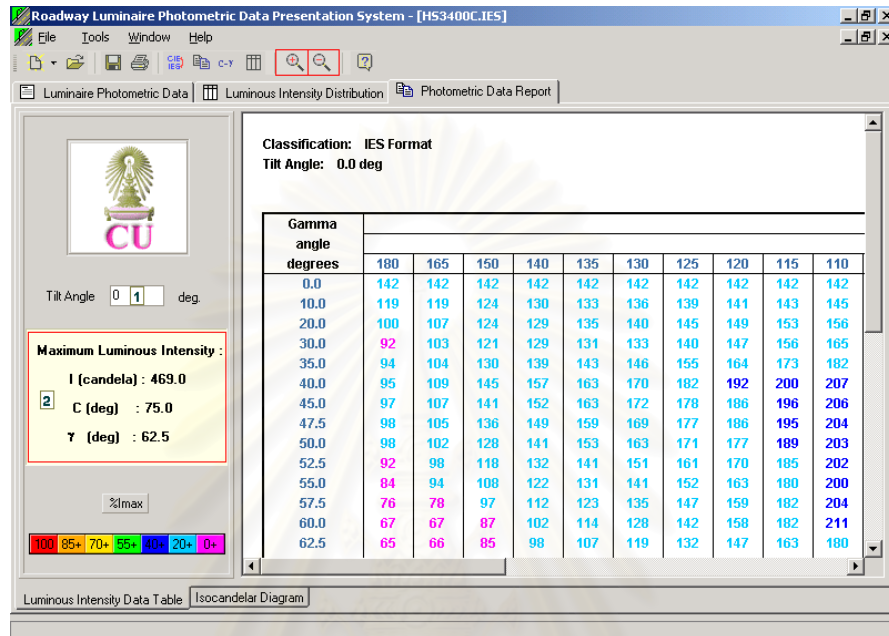 Roadway Luminaire Photometric Data Presentation System - [HS3400C.IES]
File Tools Window Help
CIE IES C-γ
Luminaire Photometric Data Luminous Intensity Distribution Photometric Data Report
CU
Tilt Angle 0 1 deg.
Maximum Luminous Intensity :
I (candela) : 469.0
2 C (deg) : 75.0
γ (deg) : 62.5
%Imax
100 85+ 70+ 55+ 40+ 20+ 0+
Classification: IES Format
Tilt Angle: 0.0 deg
Gamma
angle
degrees 180 165 150 140 135 130 125 120 115 110
0.0 142 142 142 142 142 142 142 142 142 142
10.0 119 119 124 130 133 136 139 141 143 145
20.0 100 107 124 129 135 140 145 149 153 156
30.0 92 103 121 129 131 133 140 147 156 165
35.0 94 104 130 139 143 146 155 164 173 182
40.0 95 109 145 157 163 170 182 192 200 207
45.0 97 107 141 152 163 172 178 186 196 206
47.5 98 105 136 149 159 169 177 186 195 204
50.0 98 102 128 141 153 163 171 177 189 203
52.5 92 98 118 132 141 151 161 170 185 202
55.0 84 94 108 122 131 141 152 163 180 200
57.5 76 78 97 112 123 135 147 159 182 204
60.0 67 67 87 102 114 128 142 158 182 211
62.5 65 66 85 98 107 119 132 147 163 180
Luminous Intensity Data Table Isocandelar Diagram